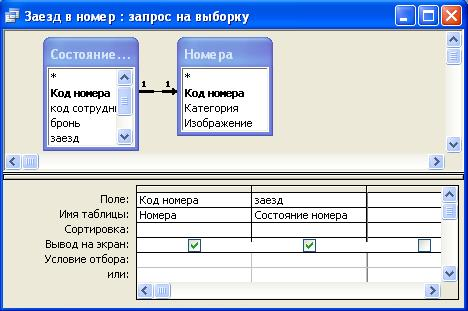 Заезд в номер : запрос на выборку
Состояние...
*
Код номера
код сотрудн
бронь
заезд
1 1
Номера
*
Код номера
Категория
Изображение
Поле: Код номера заезд
Имя таблицы: Номера Состояние номера
Сортировка:
Вывод на экран:
Условие отбора:
или: